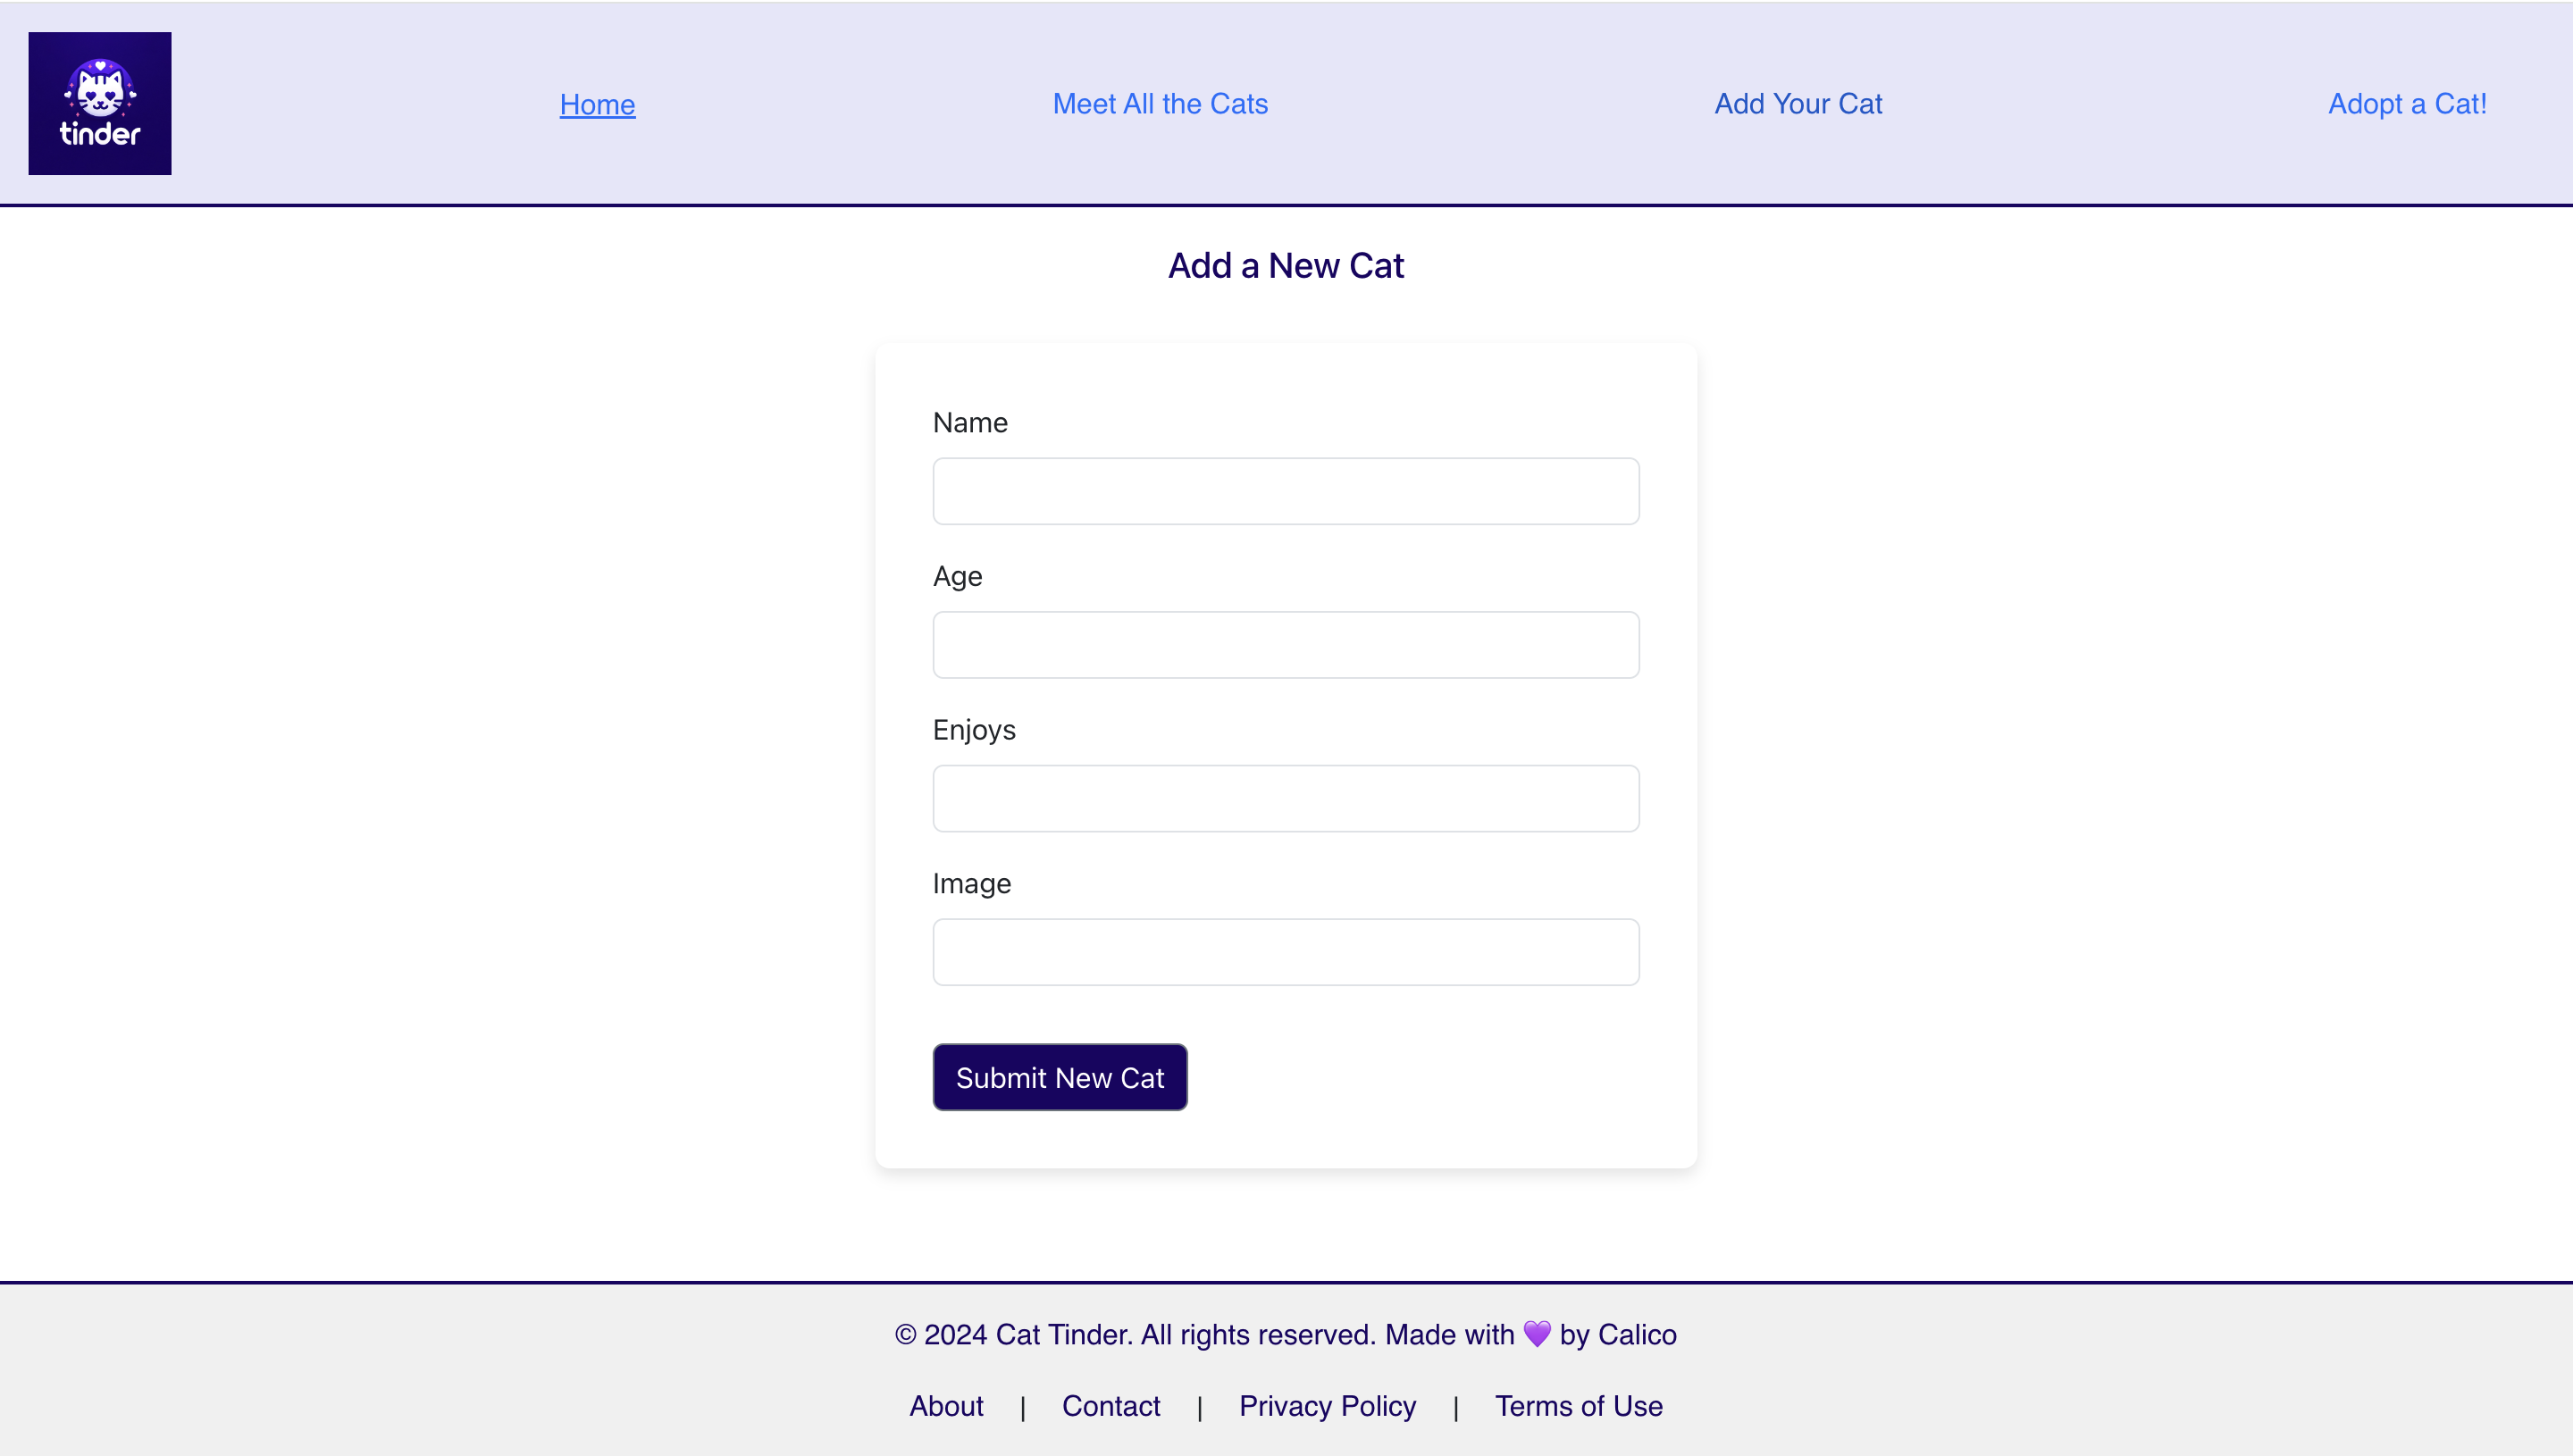 tinder
Home
Meet All the Cats
Add Your Cat
Adopt a Cat!
Add a New Cat
Name
Age
Enjoys
Image
Submit New Cat
© 2024 Cat Tinder. All rights reserved. Made with 💜 by Calico
About | Contact | Privacy Policy | Terms of Use